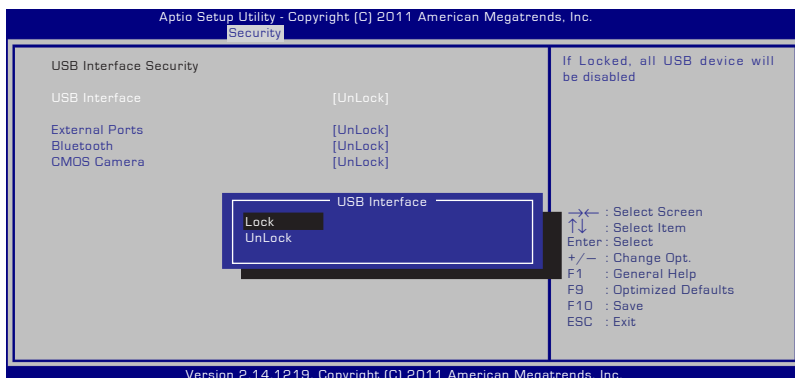 Aptio Setup Utility - Copyright (C) 2011 American Megatrends, Inc.
Security
USB Interface Security
USB Interface [UnLock]
External Ports [UnLock]
Bluetooth [UnLock]
CMOS Camera [UnLock]
If Locked, all USB device will
be disabled
USB Interface
Lock
UnLock
→← : Select Screen
↑↓ : Select Item
Enter : Select
+/− : Change Opt.
F1 : General Help
F9 : Optimized Defaults
F10 : Save
ESC : Exit
Version 2.14.1219. Copyright (C) 2011 American Megatrends, Inc.